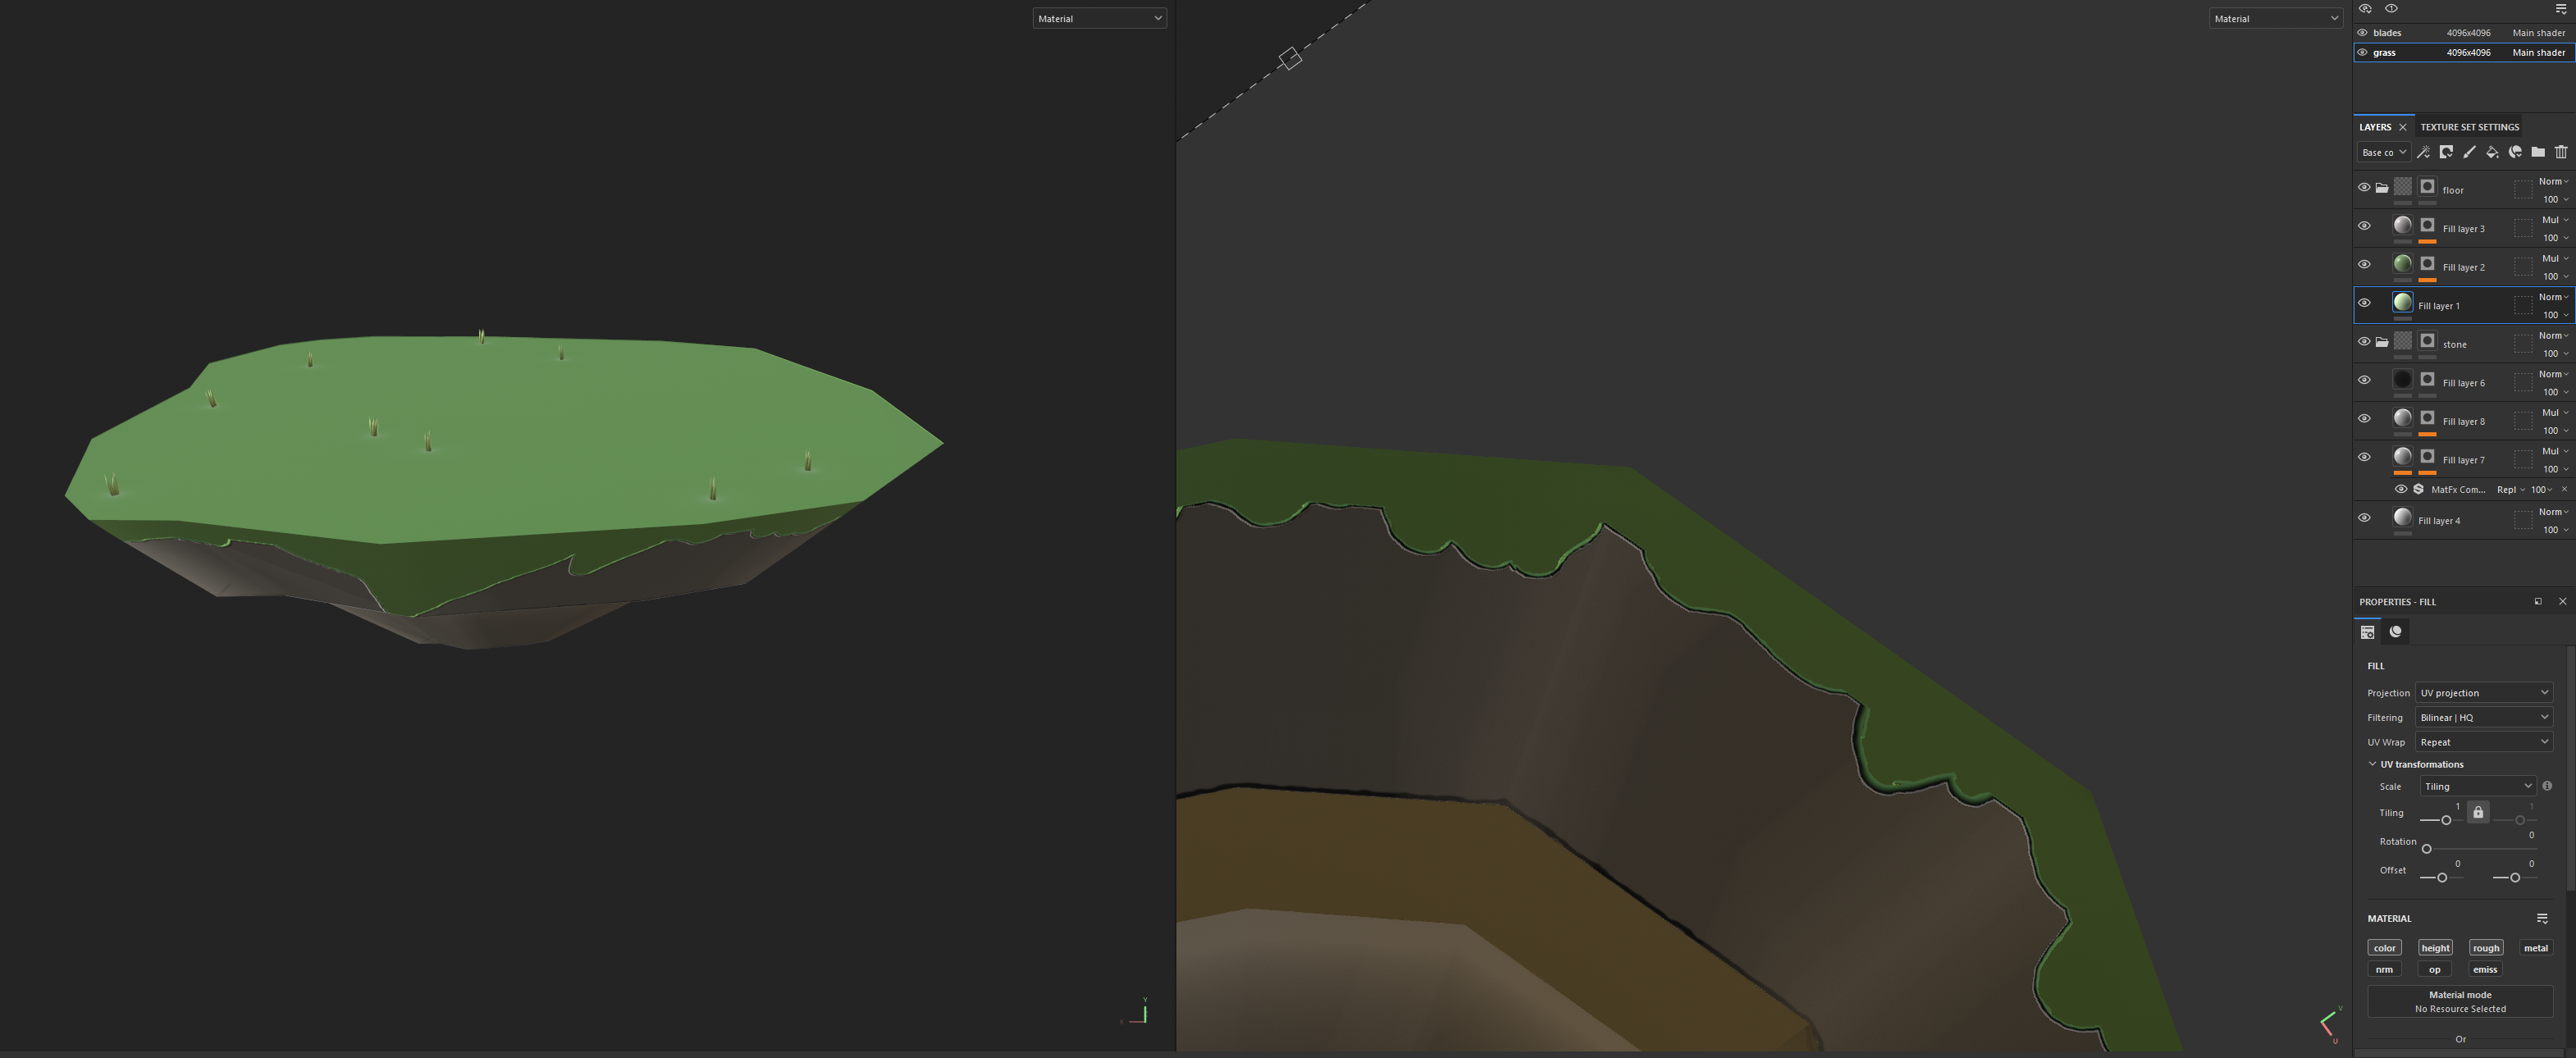 Material
Material
blades 4096x4096 Main shader
grass 4096x4096 Main shader
LAYERS TEXTURE SET SETTINGS
Base co
floor Norm
100
Fill layer 3 Mul
100
Fill layer 2 Mul
100
Fill layer 1 Norm
100
stone Norm
100
Fill layer 6 Norm
100
Fill layer 8 Mul
100
Fill layer 7 Mul
100
MatFx Com... Repl 100
Fill layer 4 Norm
100
PROPERTIES - FILL
FILL
Projection UV projection
Filtering Bilinear | HQ
UV Wrap Repeat
UV transformations
Scale Tiling
Tiling 1 1
Rotation 0
Offset 0 0
MATERIAL
color height rough metal
nrm op emiss
Material mode
No Resource Selected
Or
Y
V
U